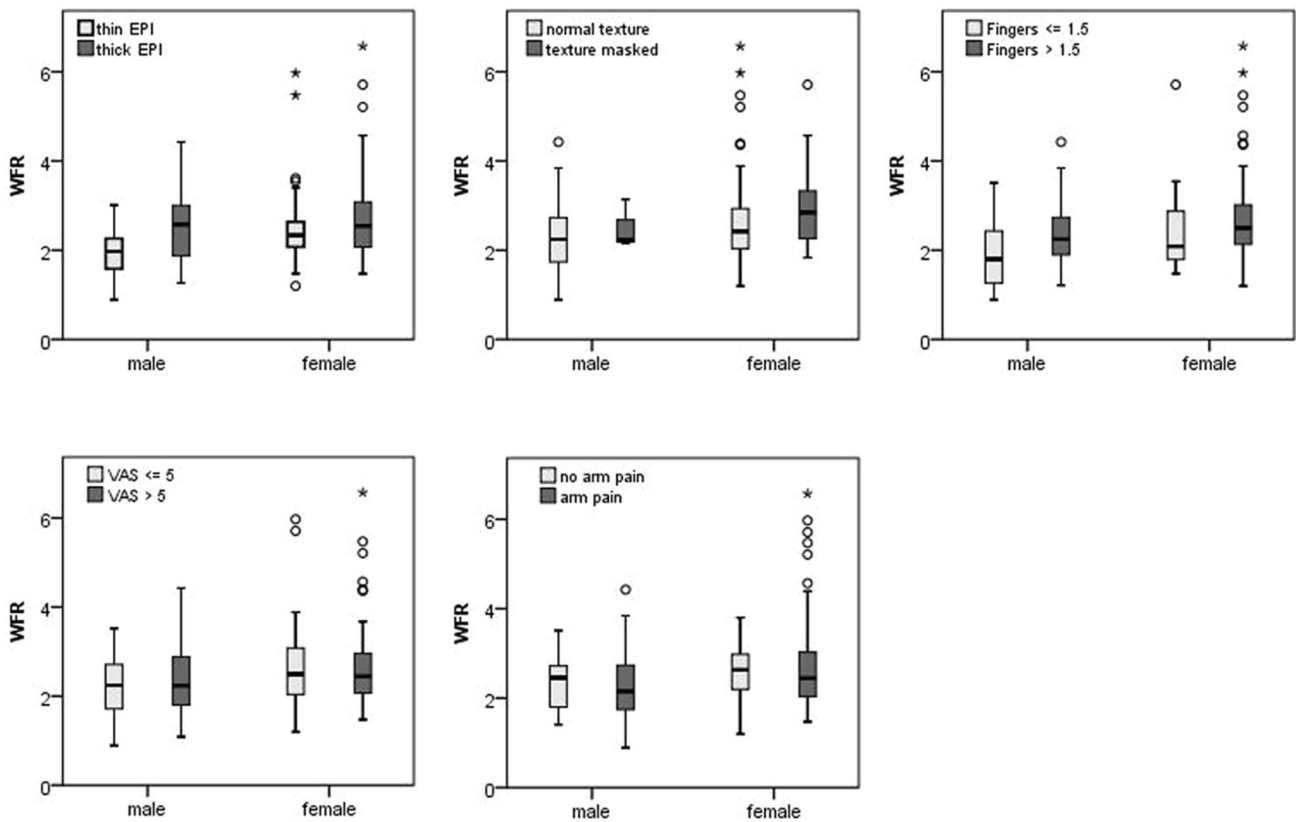 thin EPI
thick EPI
WFR
6
4
2
0
male female
normal texture
texture masked
WFR
6
4
2
0
male female
Fingers <= 1.5
Fingers > 1.5
WFR
6
4
2
0
male female
VAS <= 5
VAS > 5
WFR
6
4
2
0
male female
no arm pain
arm pain
WFR
6
4
2
0
male female